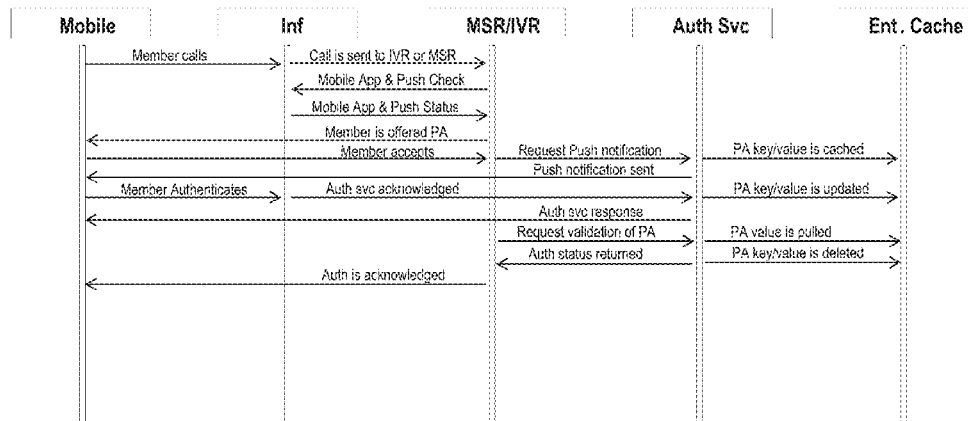 Mobile Inf MSR/IVR Auth Svc Ent. Cache
Member calls Call is sent to IVR or MSR
Mobile App & Push Check
Mobile App & Push Status
Member is offered PA
Member accepts Request Push notification PA key/value is cached
Push notification sent
Member Authenticates Auth svc acknowledged PA key/value is updated
Auth svc response
Request validation of PA PA value is pulled
Auth status returned PA key/value is deleted
Auth is acknowledged